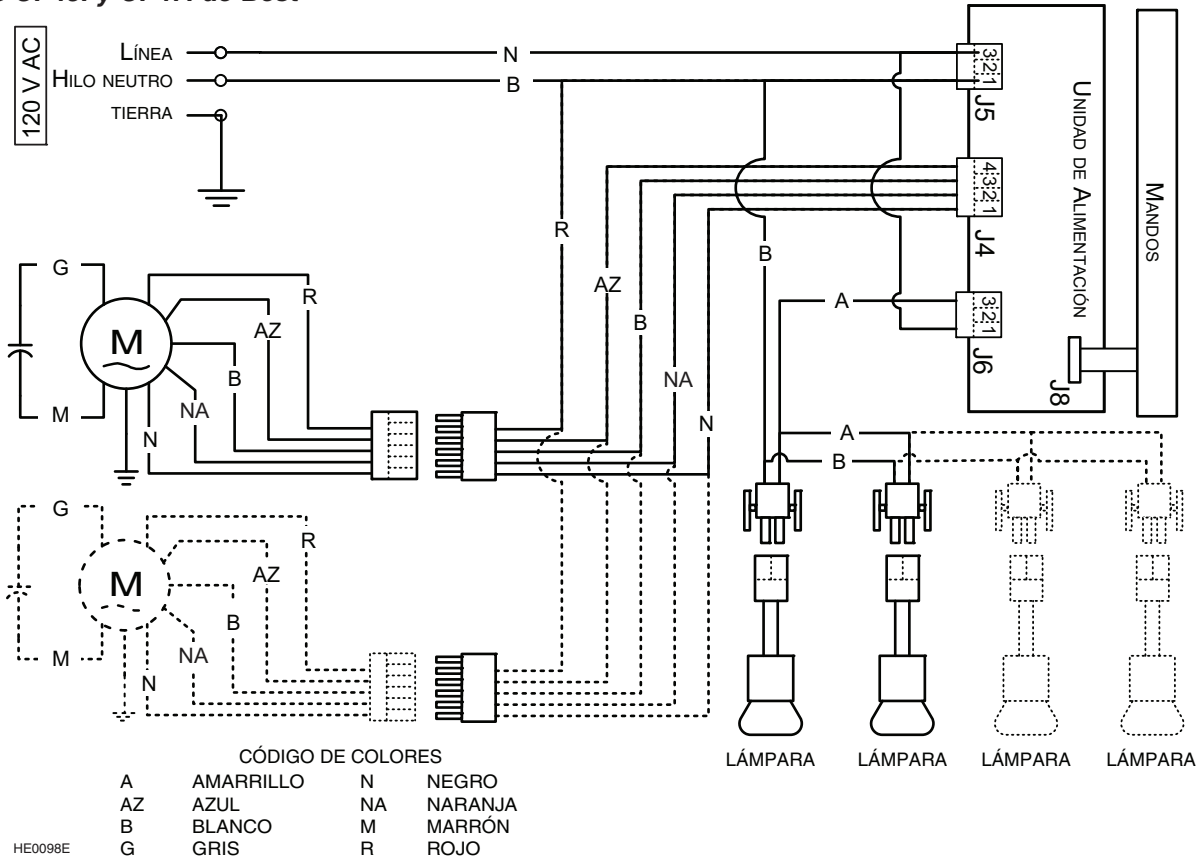 120 V AC
LÍNEA
HILO NEUTRO
TIERRA
N
B
3 2 1
J5
UNIDAD DE ALIMENTACIÓN
MANDOS
4 3 2 1
J4
R
B
AZ
B
NA
N
A
3 2 1
J6
J8
G
M
M
R
AZ
B
NA
N
A
B
G
M
M
R
AZ
B
NA
N
LÁMPARA
LÁMPARA
LÁMPARA
LÁMPARA
CÓDIGO DE COLORES
A AMARRILLO N NEGRO
AZ AZUL NA NARANJA
B BLANCO M MARRÓN
G GRIS R ROJO
HE0098E